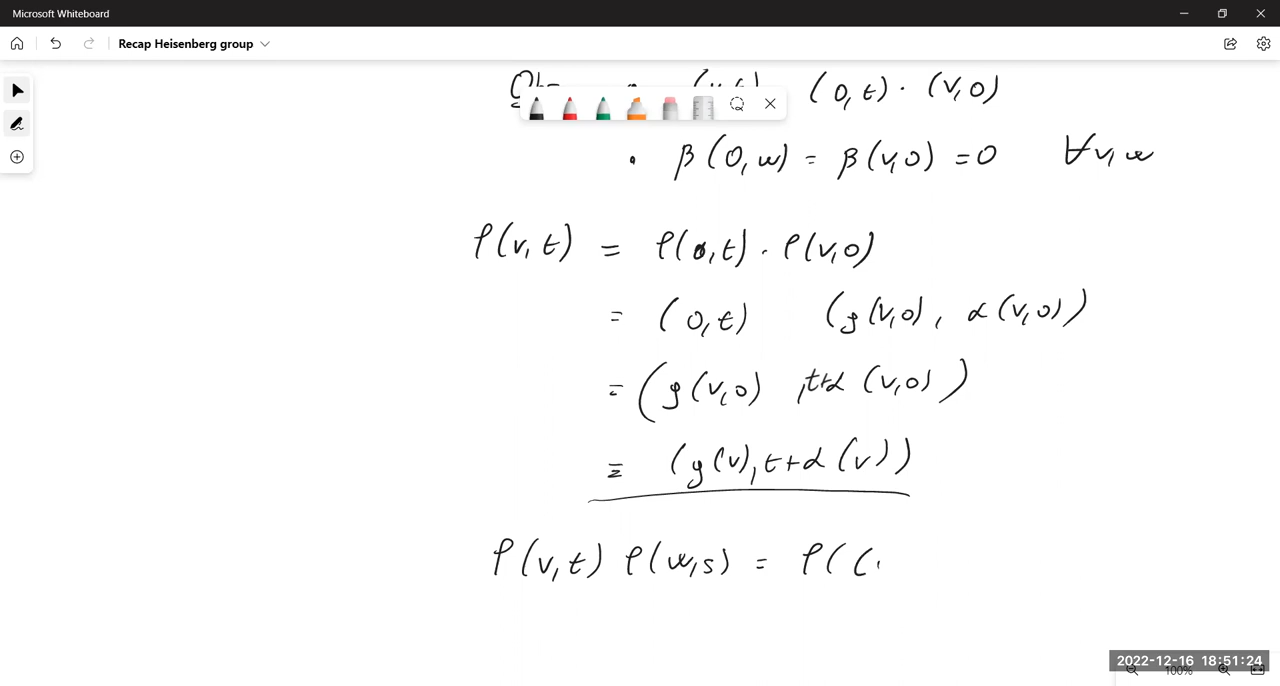 Microsoft Whiteboard
Recap Heisenberg group
(0,t) · (v,0)
• β(0,w) = β(v,0) = 0 ∀v,w
ρ(v,t) = ρ(0,t) · ρ(v,0)
= (0,t) (g(v,0), α(v,0))
= (g(v,0) , t+α (v,0))
= (g(v), t+α(v))
ρ(v,t) ρ(w,s) = ρ((
2022-12-16 18:51:24
100%